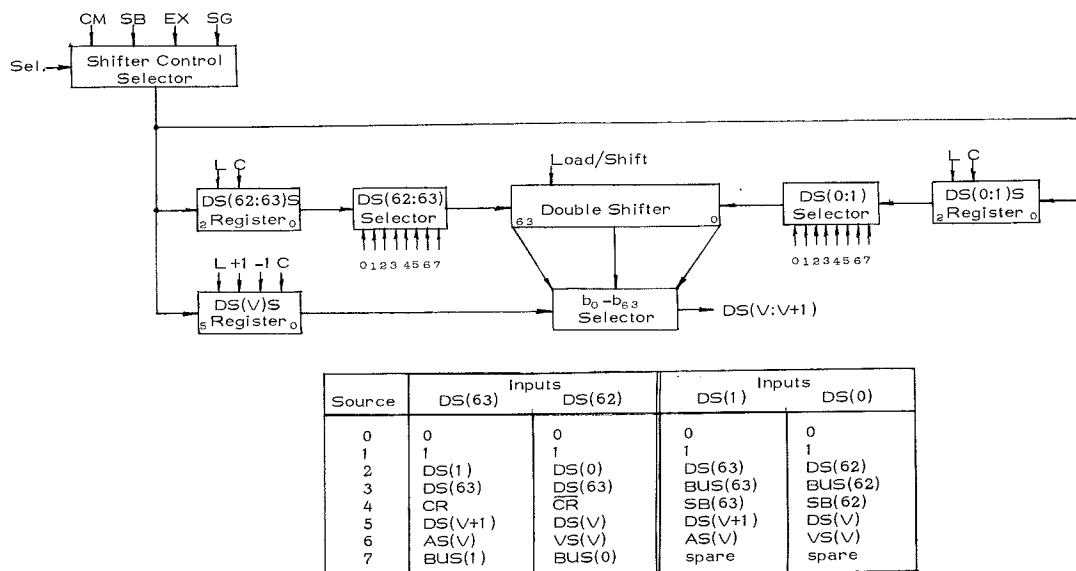 CM SB EX SG
Sel.
Shifter Control
Selector
L C
DS(62:63)S
2 Register 0
DS(62:63)
Selector
0 1 2 3 4 5 6 7
Load/Shift
Double Shifter
63 0
DS(0:1)
Selector
0 1 2 3 4 5 6 7
L C
DS(0:1)S
2 Register 0
L +1 -1 C
DS(V)S
5 Register 0
b0-b63
Selector
DS(V:V+1)
Inputs Inputs
Source DS(63) DS(62) DS(1) DS(0)
0 0 0 0 0
1 1 1 1 1
2 DS(1) DS(0) DS(63) DS(62)
3 DS(63) DS(63) BUS(63) BUS(62)
4 CR C̅R̅ SB(63) SB(62)
5 DS(V+1) DS(V) DS(V+1) DS(V)
6 AS(V) VS(V) AS(V) VS(V)
7 BUS(1) BUS(0) spare spare